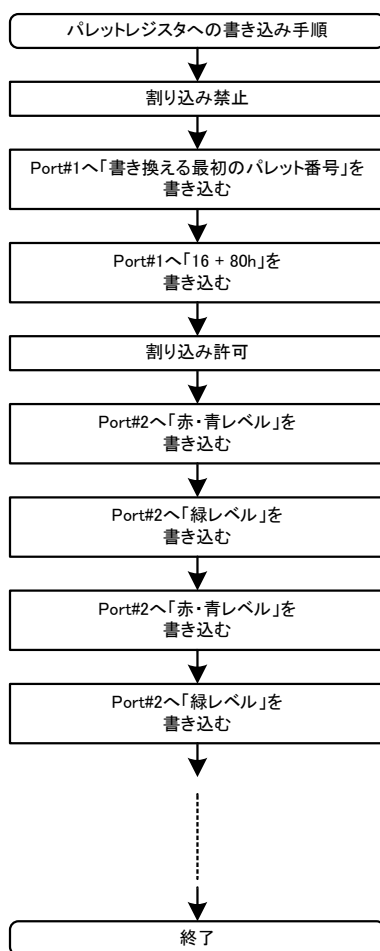 パレットレジスタへの書き込み手順
割り込み禁止
Port#1へ「書き換える最初のパレット番号」を
書き込む
Port#1へ「16 + 80h」を
書き込む
割り込み許可
Port#2へ「赤・青レベル」を
書き込む
Port#2へ「緑レベル」を
書き込む
Port#2へ「赤・青レベル」を
書き込む
Port#2へ「緑レベル」を
書き込む
終了